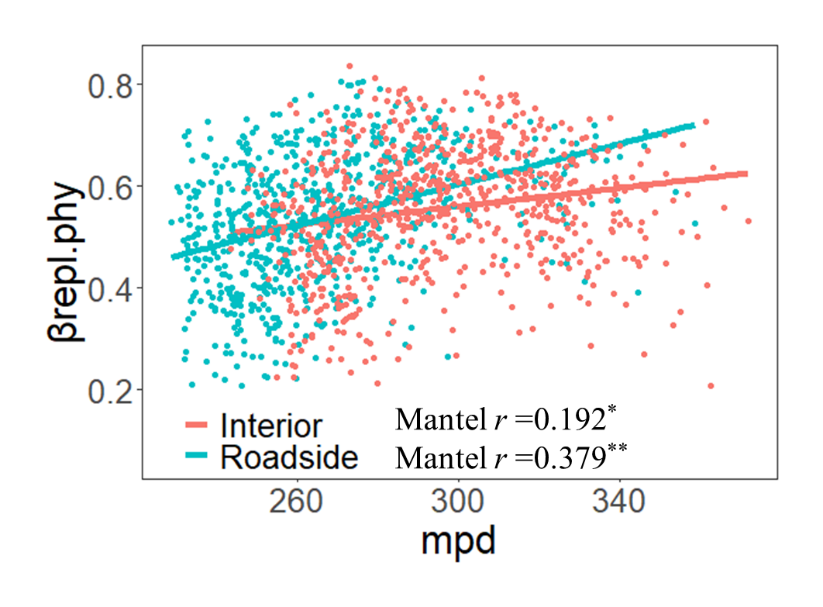 βrepl.phy
0.8
0.6
0.4
0.2
Interior
Mantel r =0.192*
Roadside
Mantel r =0.379**
260
300
340
mpd